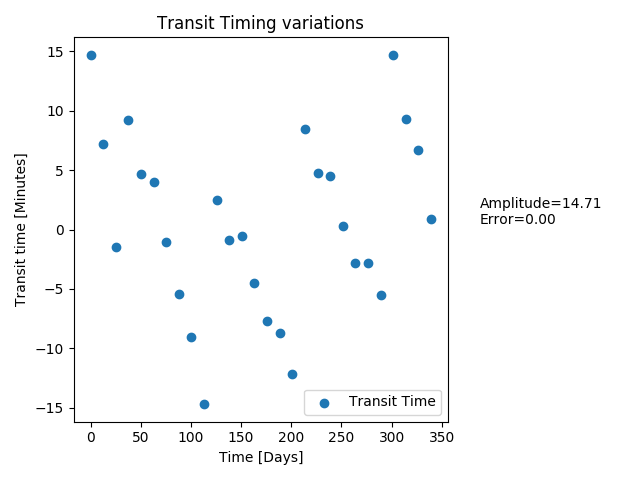 Transit Timing variations
15
10
5
0
−5
−10
−15
Transit time [Minutes]
Amplitude=14.71
Error=0.00
Transit Time
0 50 100 150 200 250 300 350
Time [Days]